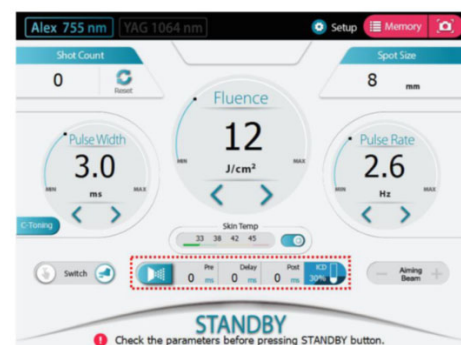 Alex 755 nm YAG 1064 nm Setup Memory
Shot Count Spot Size
0 Reset 8 mm
Fluence
12
J/cm²
MIN MAX
Pulse Width Pulse Rate
3.0 2.6
ms Hz
MIN MAX MIN MAX
C-Toning
Skin Temp
33 38 42 45
Switch Pre 0 ms Delay 0 ms Post 0 ms ICD 30% Aiming Beam
STANDBY
Check the parameters before pressing STANDBY button.